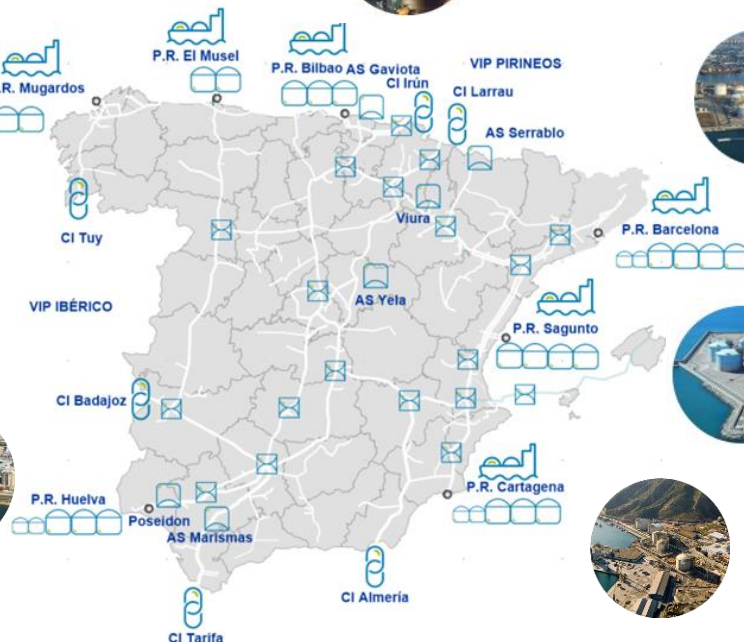 P.R. El Musel
P.R. Bilbao
AS Gaviota
VIP PIRINEOS
CI Irún
CI Larrau
.R. Mugardos
AS Serrablo
Viura
P.R. Barcelona
CI Tuy
AS Yela
VIP IBÉRICO
P.R. Sagunto
CI Badajoz
P.R. Cartagena
P.R. Huelva
Poseidon
AS Marismas
CI Almería
CI Tarifa